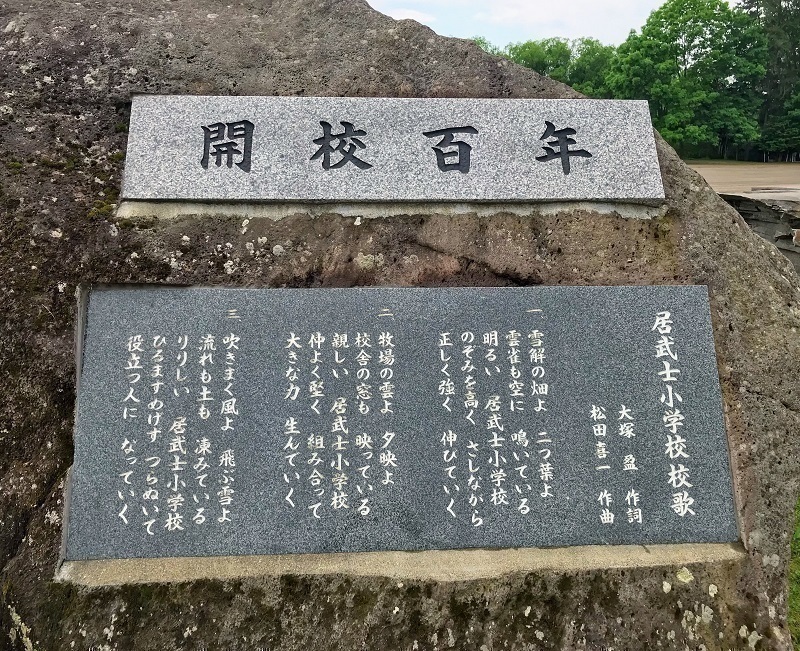 開校百年
居武士小学校校歌
大塚 盈 作詞
松田喜一 作曲
一 雪解の畑よ 二つ葉よ
雲雀も空に 鳴いている
明るい 居武士小学校
のぞみを高く さしながら
正しく強く 伸びていく
二 牧場の雲よ 夕映よ
校舎の窓も 映っている
親しい 居武士小学校
仲よく堅く 組み合って
大きな力 生んでいく
三 吹きまく風よ 飛ぶ雪よ
流れも土も 凍みている
りりしい 居武士小学校
ひるますめげす つらぬいて
役立つ人に なっていく